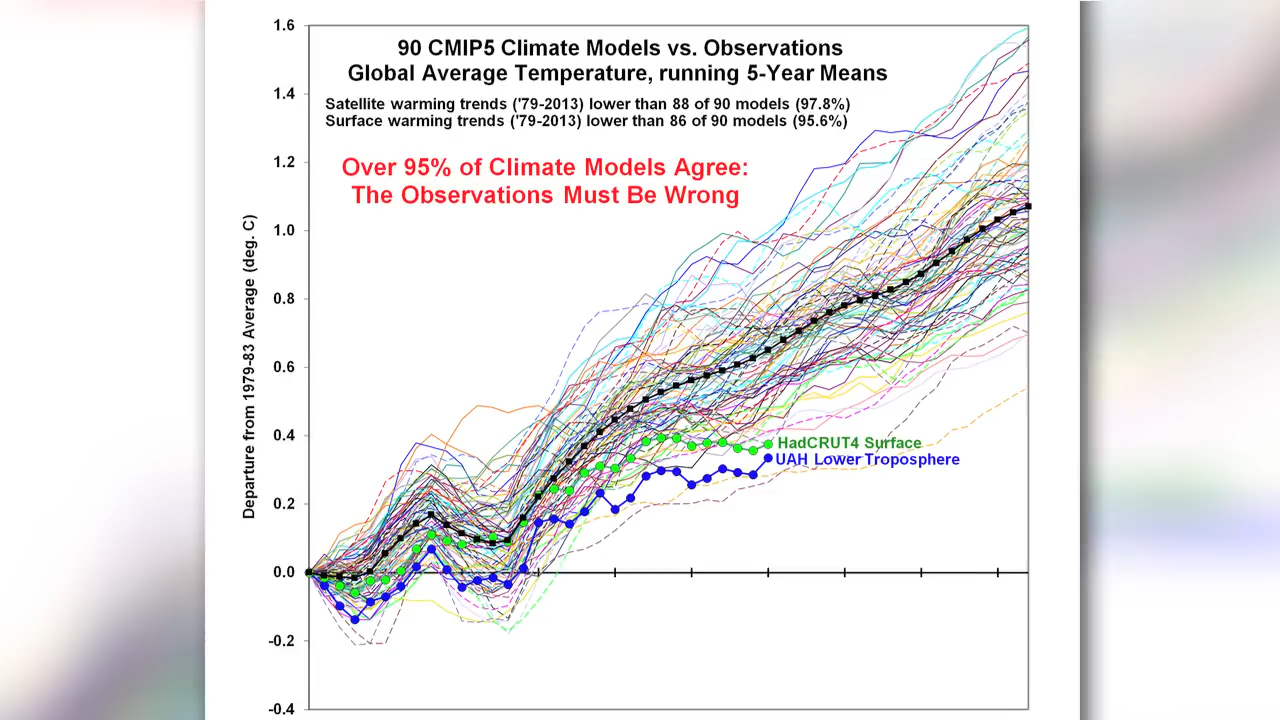 90 CMIP5 Climate Models vs. Observations
Global Average Temperature, running 5-Year Means
Satellite warming trends ('79-2013) lower than 88 of 90 models (97.8%)
Surface warming trends ('79-2013) lower than 86 of 90 models (95.6%)
Over 95% of Climate Models Agree:
The Observations Must Be Wrong
Departure from 1979-83 Average (deg. C)
1.6
1.4
1.2
1.0
0.8
0.6
0.4
0.2
0.0
-0.2
-0.4
HadCRUT4 Surface
UAH Lower Troposphere